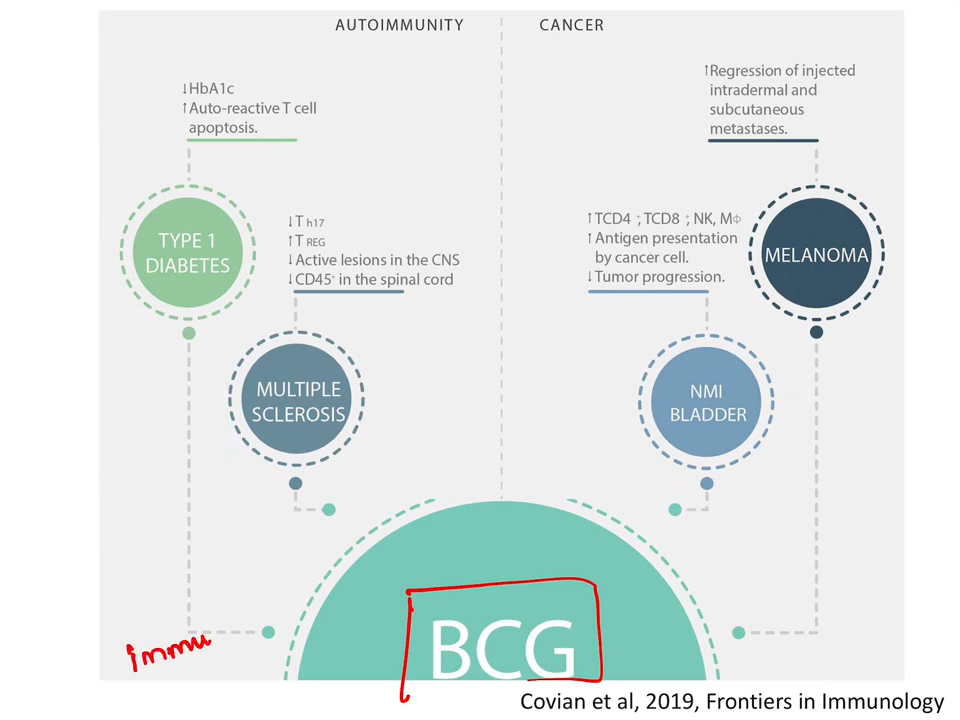 AUTOIMMUNITY
CANCER
↓HbA1c
↑Auto-reactive T cell
apoptosis.
↑Regression of injected
intradermal and
subcutaneous
metastases.
TYPE 1
DIABETES
↓T h17
↑T REG
↓Active lesions in the CNS
↓CD45+ in the spinal cord
↑TCD4 +; TCD8 +; NK, MΦ
↑Antigen presentation
by cancer cell.
↓Tumor progression.
MELANOMA
MULTIPLE
SCLEROSIS
NMI
BLADDER
immu
BCG
Covian et al, 2019, Frontiers in Immunology